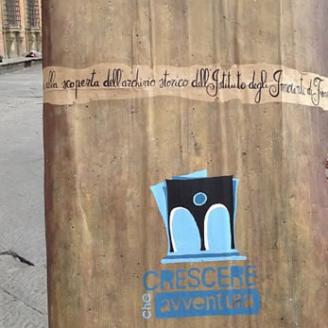 alla scoperta dell'archivio storico dell'Istituto degli Innocenti di
CRESCERE
che avventura